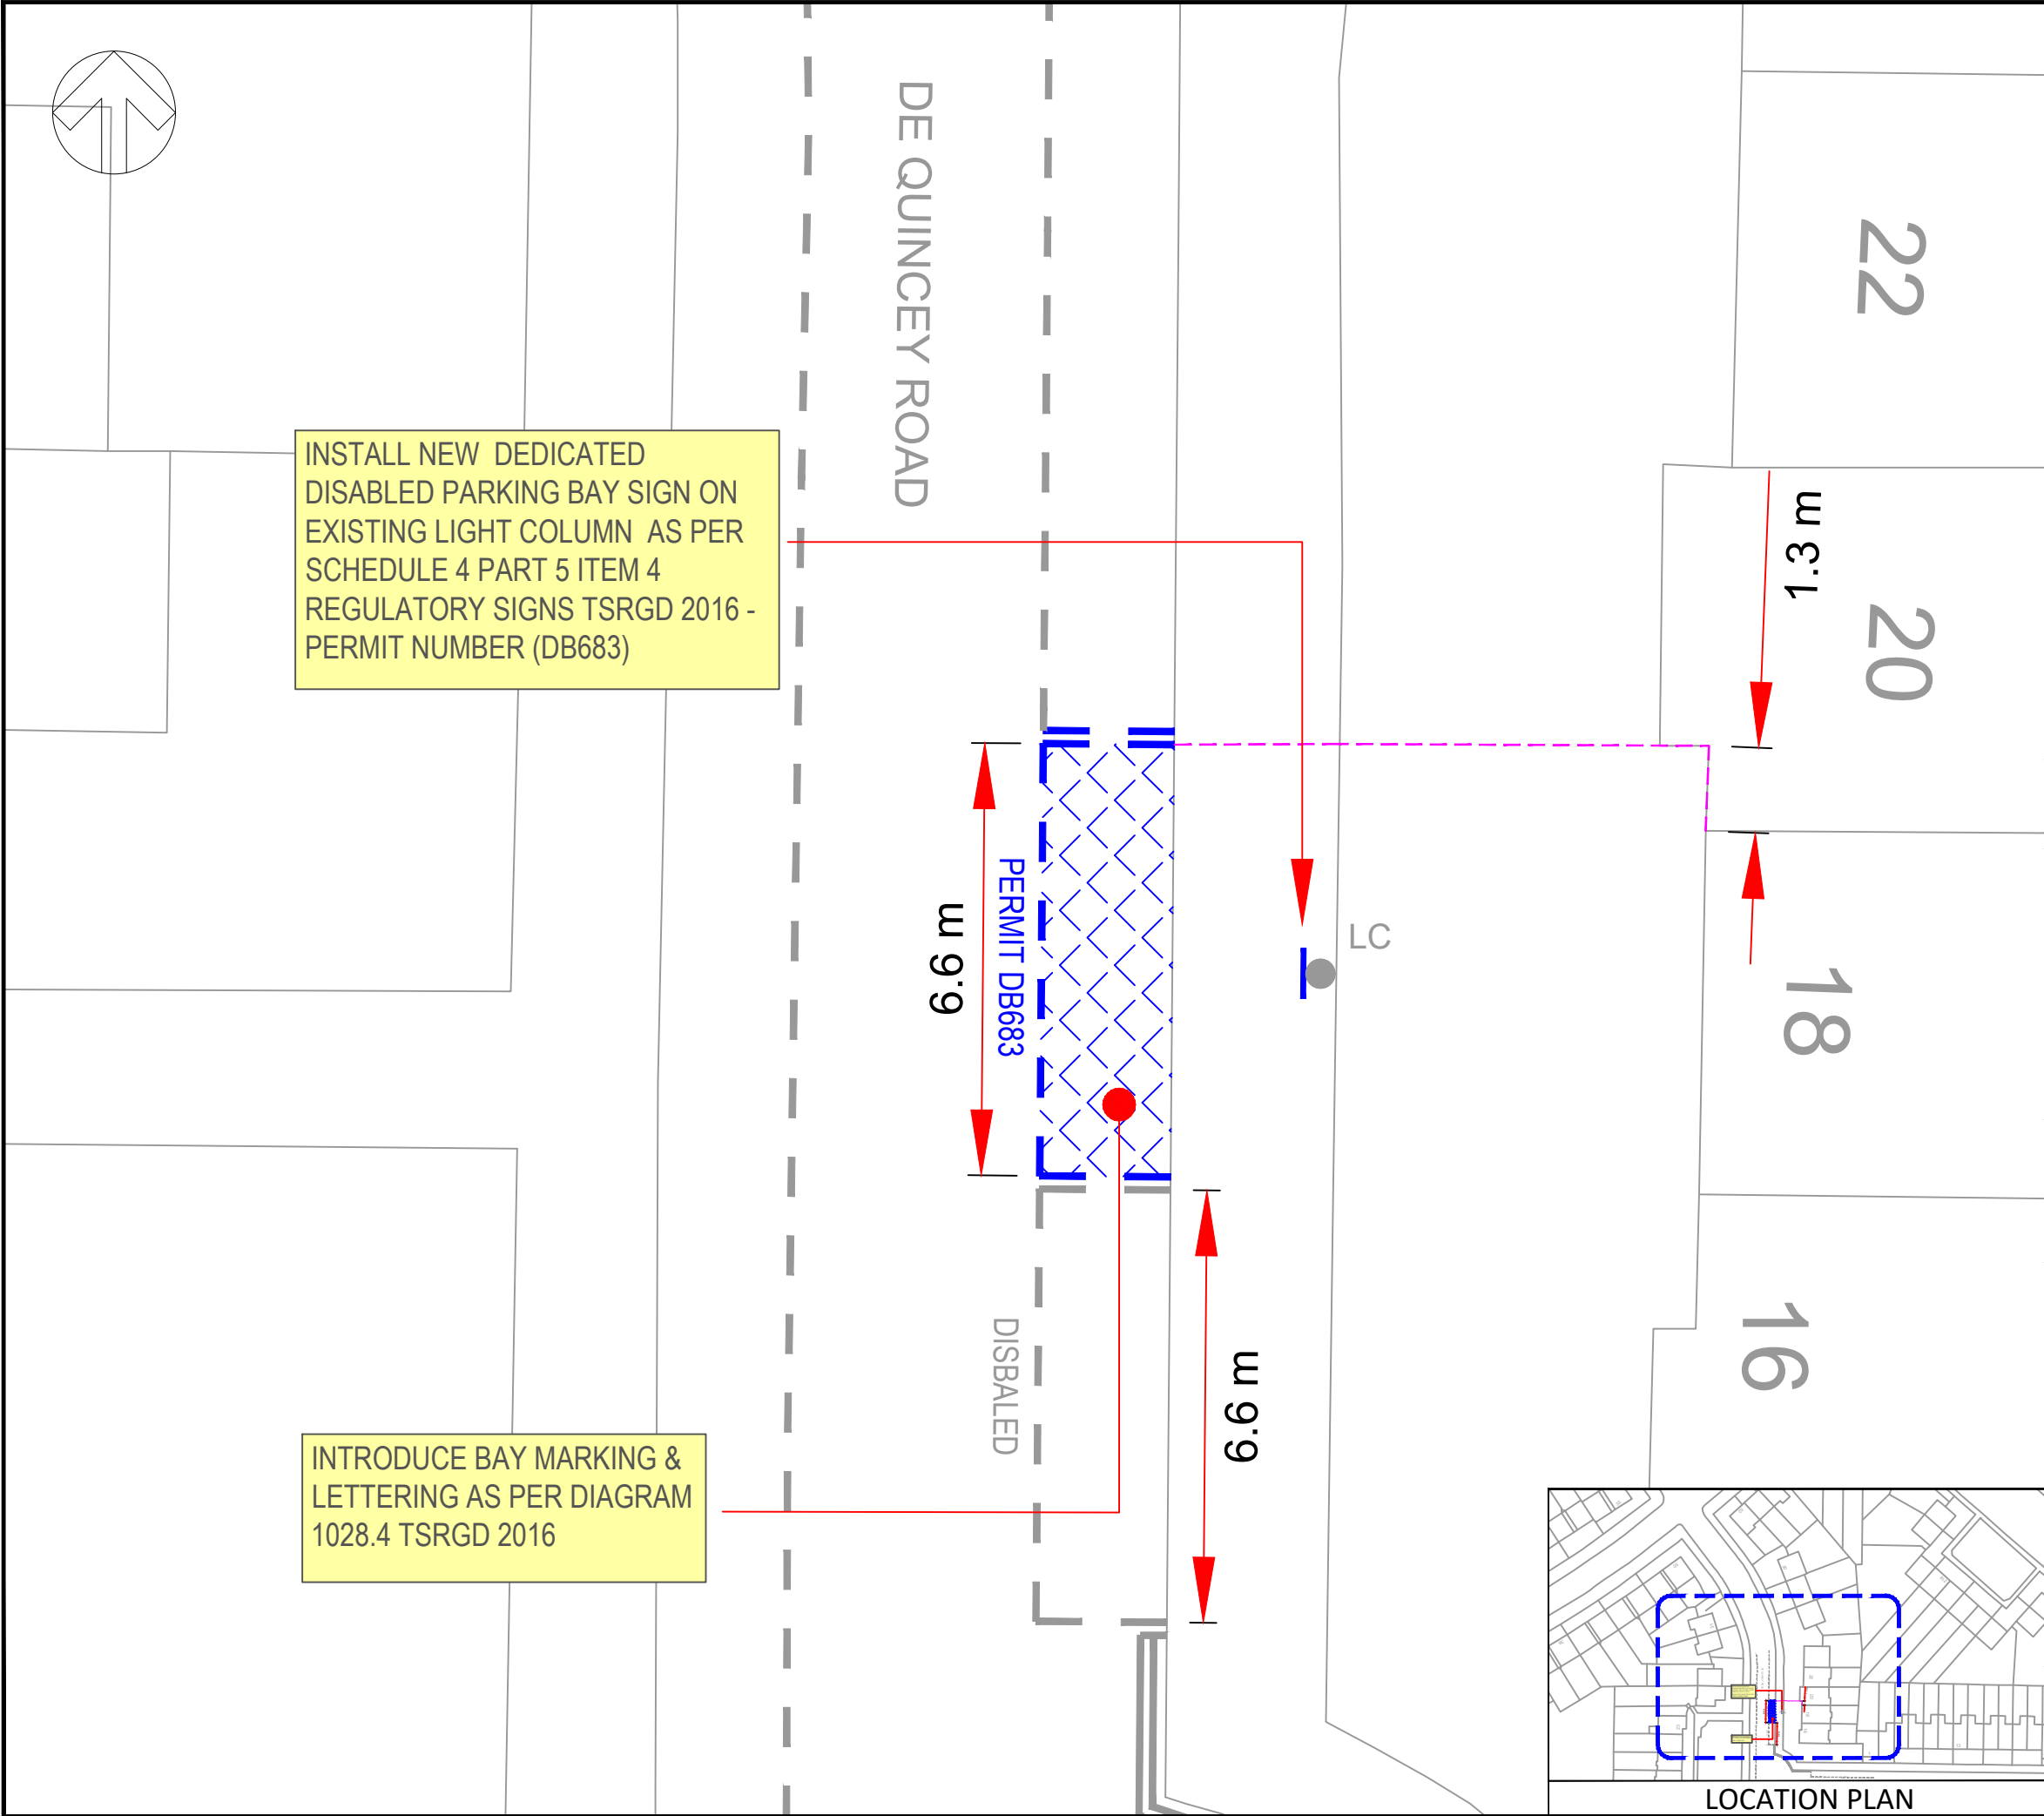 DE QUINCEY ROAD
22
INSTALL NEW DEDICATED
DISABLED PARKING BAY SIGN ON
EXISTING LIGHT COLUMN AS PER
SCHEDULE 4 PART 5 ITEM 4
REGULATORY SIGNS TSRGD 2016 -
PERMIT NUMBER (DB683)
1.3 m
20
6.6 m
PERMIT DB683
LC
18
DISBALED
6.6 m
16
INTRODUCE BAY MARKING &
LETTERING AS PER DIAGRAM
1028.4 TSRGD 2016
LOCATION PLAN